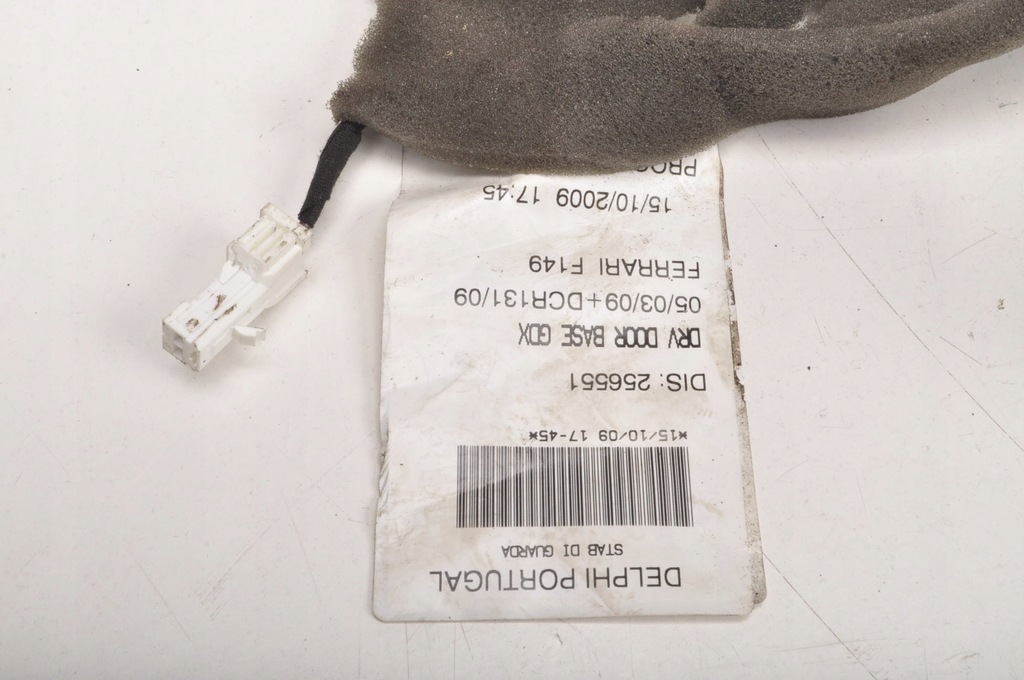 DELPHI PORTUGAL
STAB DI GUARDA
*15/10/09 17-45*
DIS: 256551
DRV DOOR BASE GDX
05/03/09+DCR131/09
FERRARI F149
15/10/2009 17:45